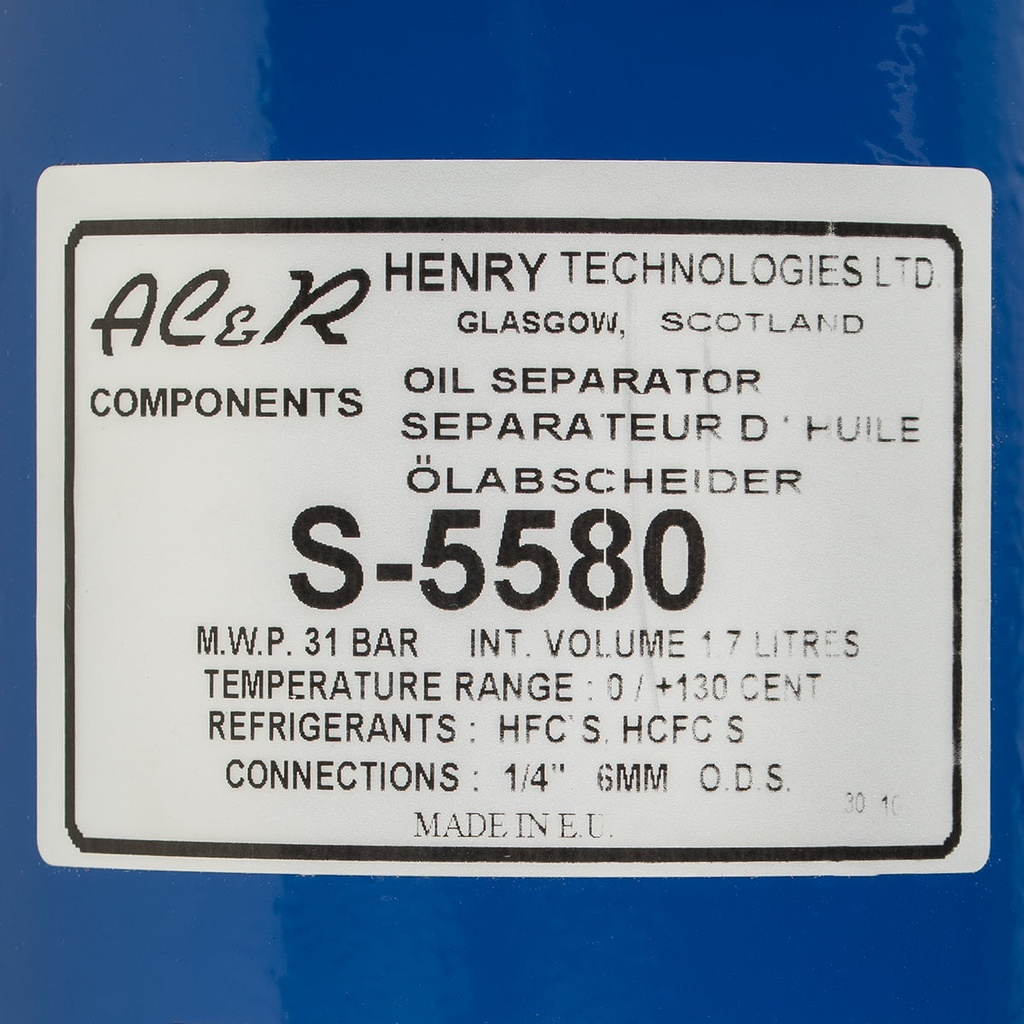 AC&R HENRY TECHNOLOGIES LTD.
GLASGOW, SCOTLAND
COMPONENTS
OIL SEPARATOR
SEPARATEUR D'HUILE
ÖLABSCHEIDER
S-5580
M.W.P. 31 BAR INT. VOLUME 1.7 LITRES
TEMPERATURE RANGE : 0 / +130 CENT
REFRIGERANTS : HFC'S, HCFC'S
CONNECTIONS : 1/4" 6MM O.D.S.
30
MADE IN E.U.